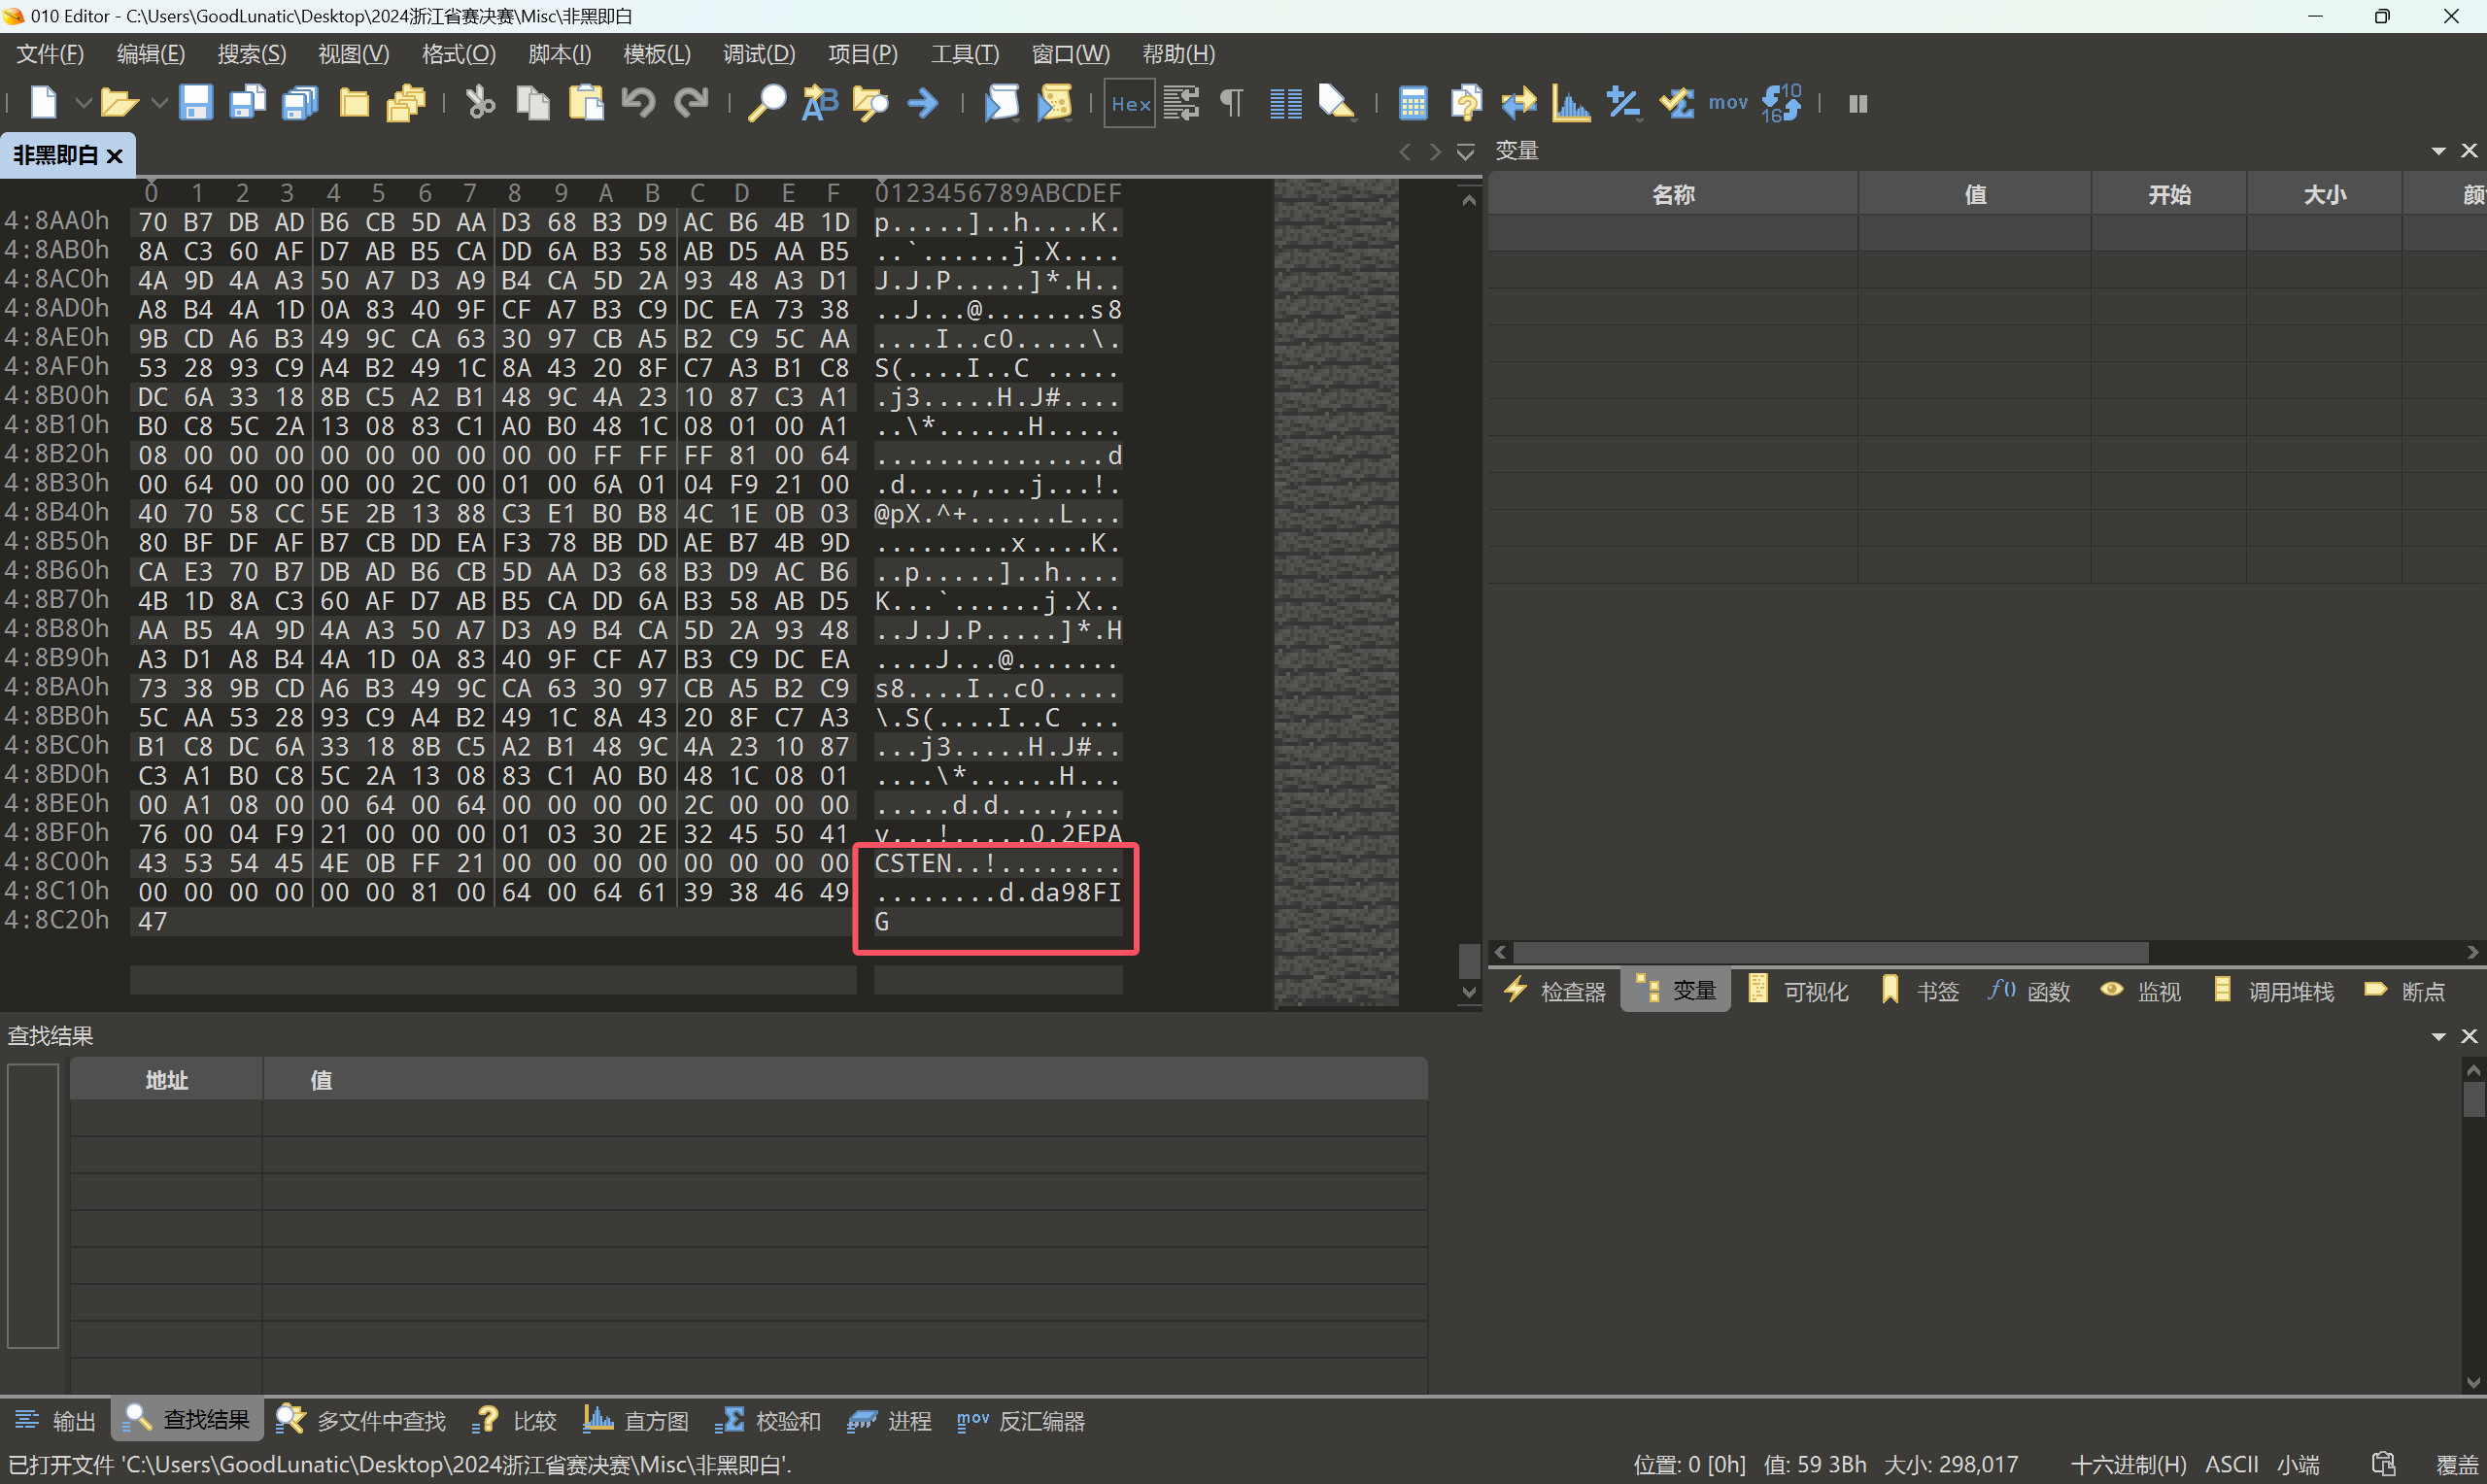 010 Editor - C:\Users\GoodLunatic\Desktop\2024浙江省赛决赛\Misc\非黑即白
文件(F) 编辑(E) 搜索(S) 视图(V) 格式(O) 脚本(I) 模板(L) 调试(D) 项目(P) 工具(T) 窗口(W) 帮助(H)
Hex mov 10 16
非黑即白
变量
名称 值 开始 大小
0 1 2 3 4 5 6 7 8 9 A B C D E F 0123456789ABCDEF
4:8AA0h 70 B7 DB AD B6 CB 5D AA D3 68 B3 D9 AC B6 4B 1D p.....]..h....K.
4:8AB0h 8A C3 60 AF D7 AB B5 CA DD 6A B3 58 AB D5 AA B5 ..`......j.X....
4:8AC0h 4A 9D 4A A3 50 A7 D3 A9 B4 CA 5D 2A 93 48 A3 D1 J.J.P.....]*.H..
4:8AD0h A8 B4 4A 1D 0A 83 40 9F CF A7 B3 C9 DC EA 73 38 ..J...@.......s8
4:8AE0h 9B CD A6 B3 49 9C CA 63 30 97 CB A5 B2 C9 5C AA ....I..c0.....\.
4:8AF0h 53 28 93 C9 A4 B2 49 1C 8A 43 20 8F C7 A3 B1 C8 S(....I..C .....
4:8B00h DC 6A 33 18 8B C5 A2 B1 48 9C 4A 23 10 87 C3 A1 .j3.....H.J#....
4:8B10h B0 C8 5C 2A 13 08 83 C1 A0 B0 48 1C 08 01 00 A1 ..\*......H.....
4:8B20h 08 00 00 00 00 00 00 00 00 00 FF FF FF 81 00 64 ...............d
4:8B30h 00 64 00 00 00 00 2C 00 01 00 6A 01 04 F9 21 00 .d....,...j...!.
4:8B40h 40 70 58 CC 5E 2B 13 88 C3 E1 B0 B8 4C 1E 0B 03 @pX.^+......L...
4:8B50h 80 BF DF AF B7 CB DD EA F3 78 BB DD AE B7 4B 9D .........x....K.
4:8B60h CA E3 70 B7 DB AD B6 CB 5D AA D3 68 B3 D9 AC B6 ..p.....]..h....
4:8B70h 4B 1D 8A C3 60 AF D7 AB B5 CA DD 6A B3 58 AB D5 K...`......j.X..
4:8B80h AA B5 4A 9D 4A A3 50 A7 D3 A9 B4 CA 5D 2A 93 48 ..J.J.P.....]*.H
4:8B90h A3 D1 A8 B4 4A 1D 0A 83 40 9F CF A7 B3 C9 DC EA ....J...@.......
4:8BA0h 73 38 9B CD A6 B3 49 9C CA 63 30 97 CB A5 B2 C9 s8....I..c0.....
4:8BB0h 5C AA 53 28 93 C9 A4 B2 49 1C 8A 43 20 8F C7 A3 \.S(....I..C ...
4:8BC0h B1 C8 DC 6A 33 18 8B C5 A2 B1 48 9C 4A 23 10 87 ...j3.....H.J#..
4:8BD0h C3 A1 B0 C8 5C 2A 13 08 83 C1 A0 B0 48 1C 08 01 ....\*......H...
4:8BE0h 00 A1 08 00 00 64 00 64 00 00 00 00 2C 00 00 00 .....d.d....,...
4:8BF0h 76 00 04 F9 21 00 00 00 01 03 30 2E 32 45 50 41 v...!.....0.2EPA
4:8C00h 43 53 54 45 4E 0B FF 21 00 00 00 00 00 00 00 00 CSTEN..!........
4:8C10h 00 00 00 00 00 00 81 00 64 00 64 61 39 38 46 49 ........d.da98FI
4:8C20h 47 G
检查器 变量 可视化 书签 f() 函数 监视 调用堆栈 断点
查找结果
地址 值
输出 查找结果 多文件中查找 比较 直方图 校验和 进程 mov 反汇编器
已打开文件 'C:\Users\GoodLunatic\Desktop\2024浙江省赛决赛\Misc\非黑即白'. 位置: 0 [0h] 值: 59 3Bh 大小: 298,017 十六进制(H) ASCII 小端 覆盖